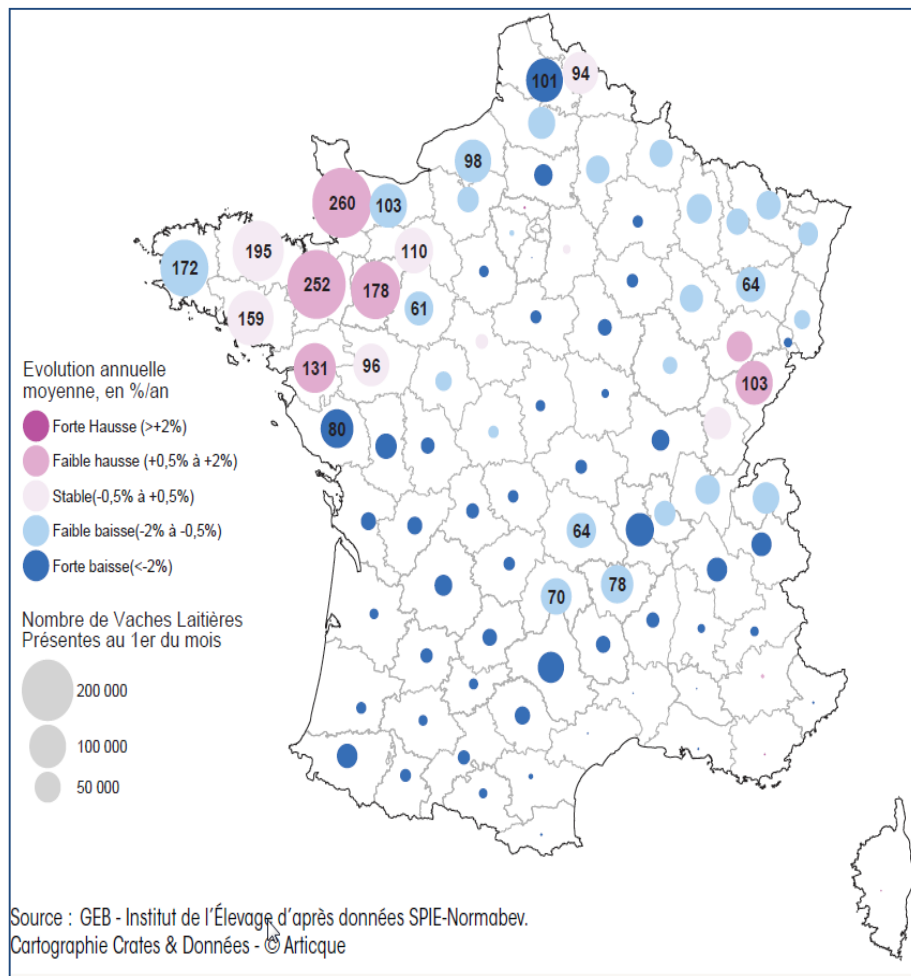 101
94
98
260
103
195
110
172
252
178
64
61
159
131
96
103
80
64
70
78
Evolution annuelle
moyenne, en %/an
Forte Hausse (>+2%)
Faible hausse (+0,5% à +2%)
Stable(-0,5% à +0,5%)
Faible baisse(-2% à -0,5%)
Forte baisse(<-2%)
Nombre de Vaches Laitières
Présentes au 1er du mois
200 000
100 000
50 000
Source : GEB - Institut de l'Élevage d'après données SPIE-Normabev.
Cartographie Crates & Données - © Articque